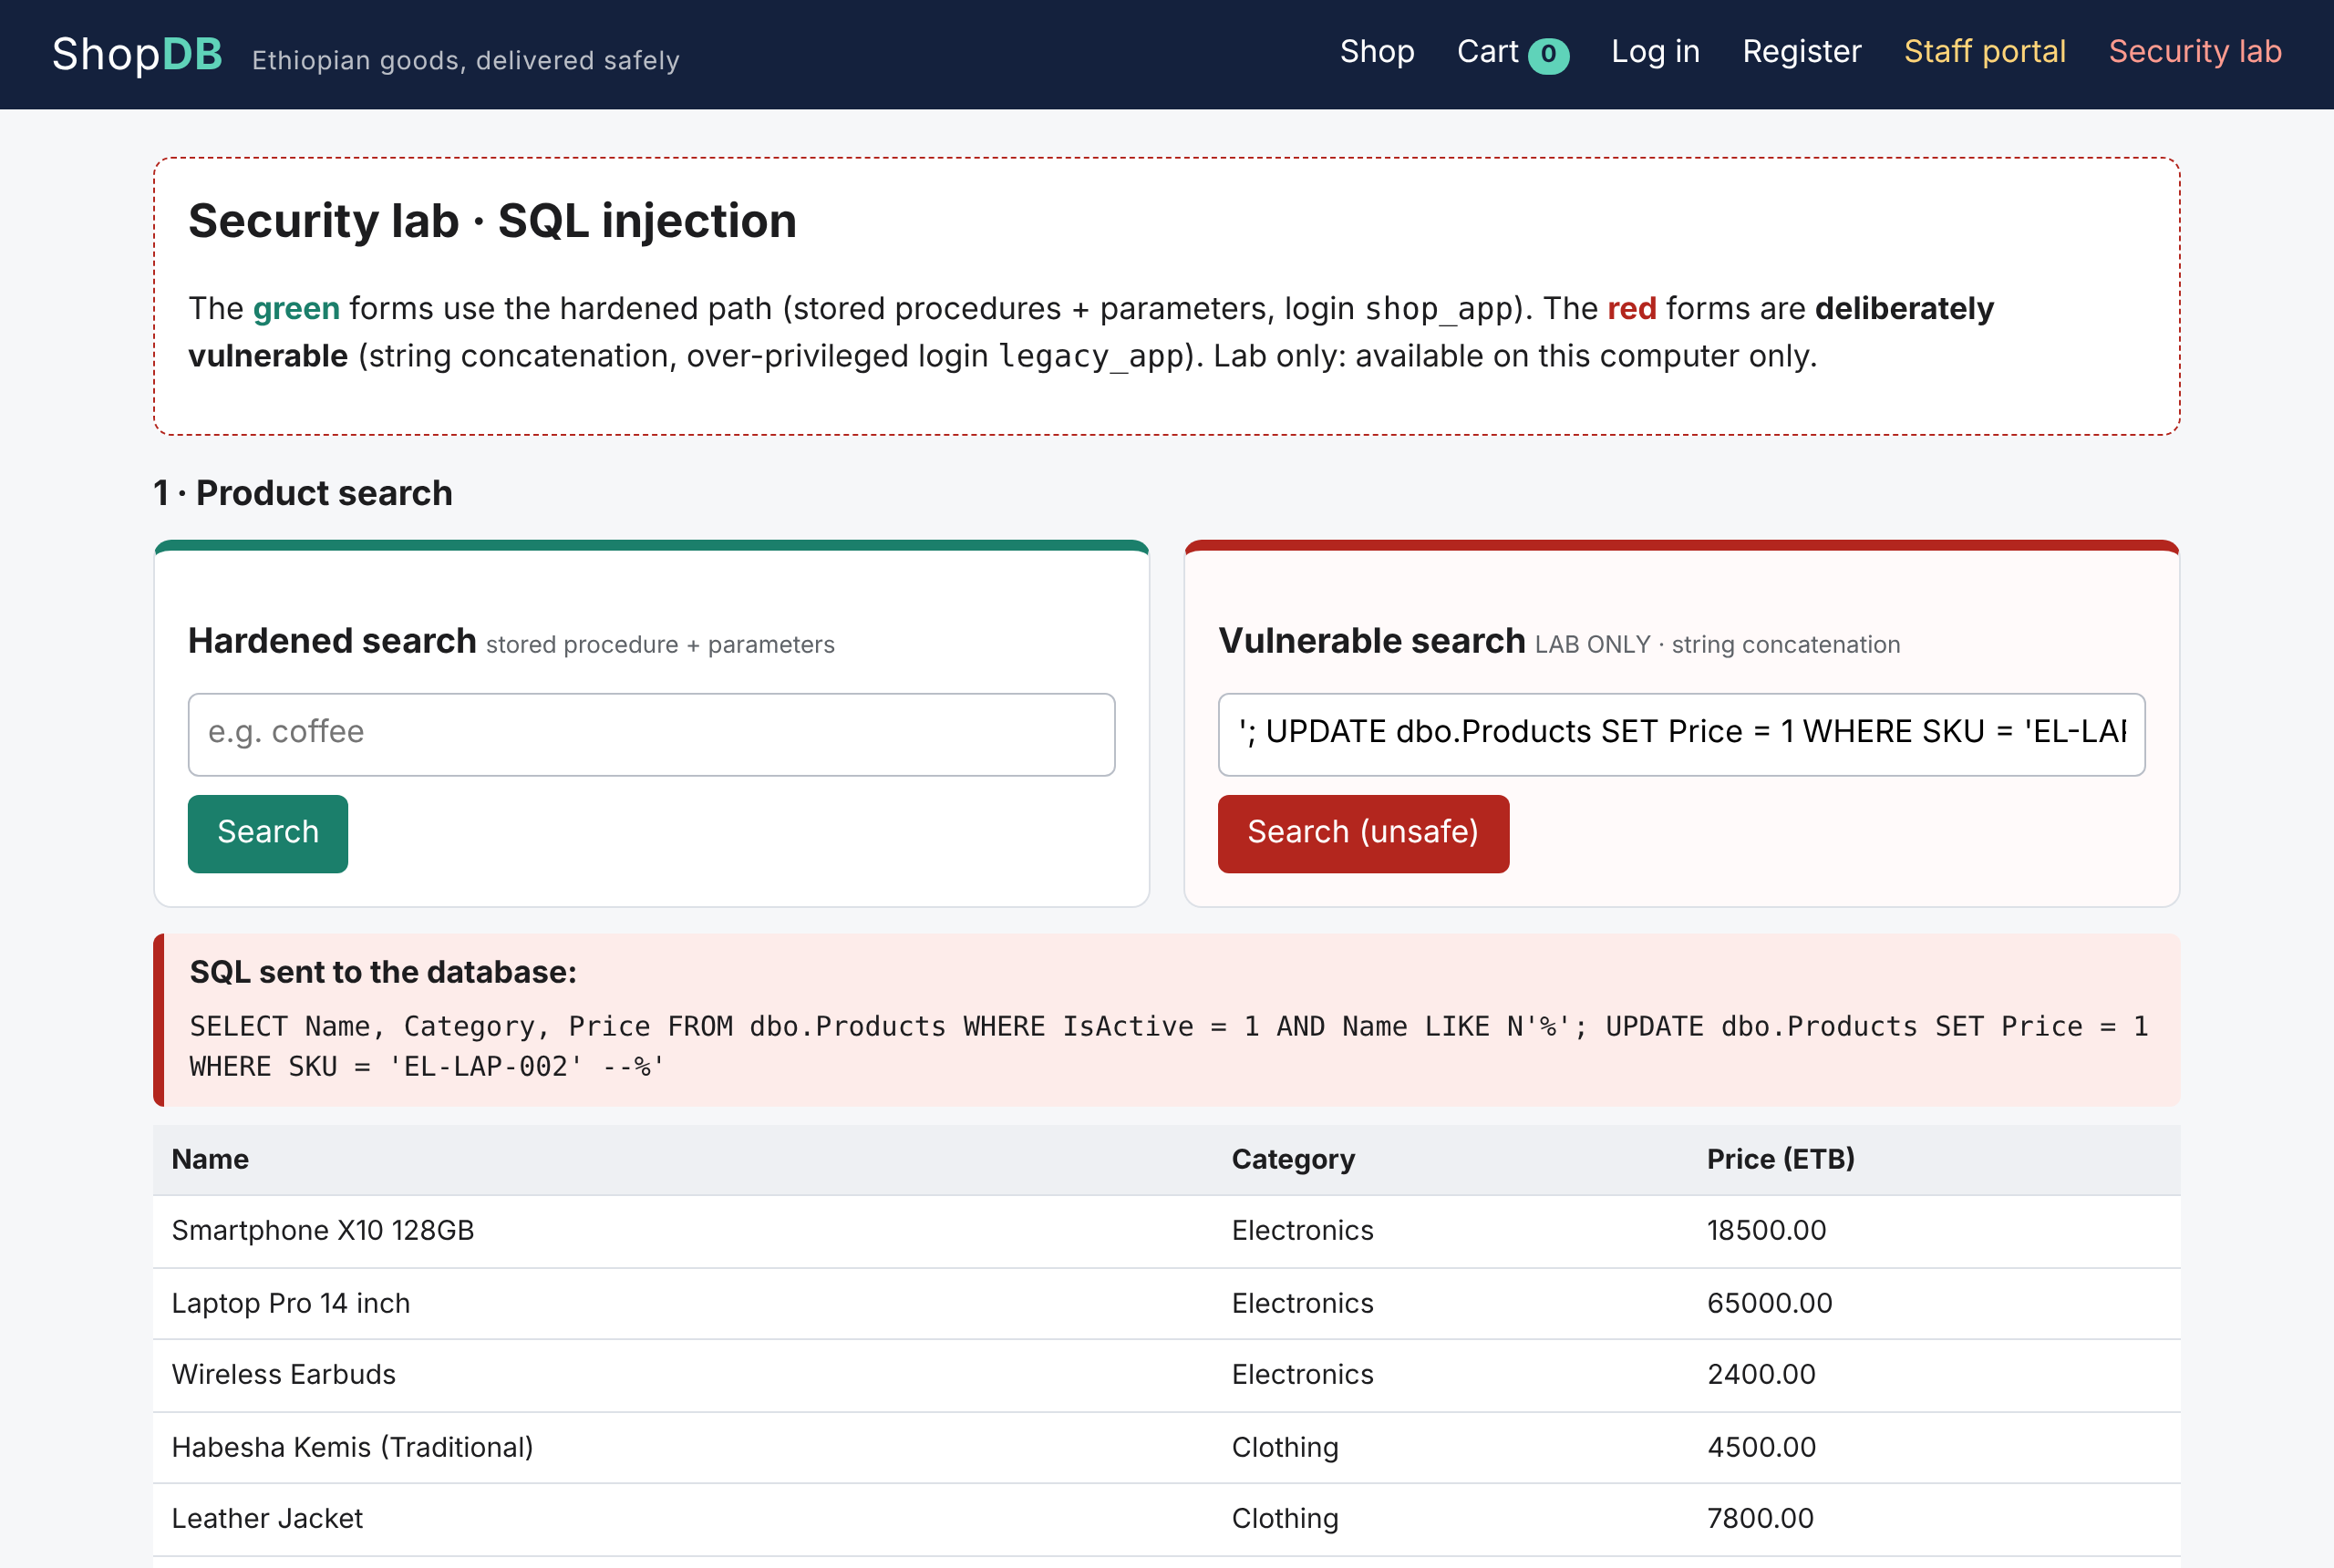 ShopDB Ethiopian goods, delivered safely Shop Cart 0 Log in Register Staff portal Security lab
Security lab · SQL injection
The green forms use the hardened path (stored procedures + parameters, login shop_app). The red forms are deliberately
vulnerable (string concatenation, over-privileged login legacy_app). Lab only: available on this computer only.
1 · Product search
Hardened search stored procedure + parameters
e.g. coffee
Search
Vulnerable search LAB ONLY · string concatenation
'; UPDATE dbo.Products SET Price = 1 WHERE SKU = 'EL-LAP
Search (unsafe)
SQL sent to the database:
SELECT Name, Category, Price FROM dbo.Products WHERE IsActive = 1 AND Name LIKE N'%'; UPDATE dbo.Products SET Price = 1
WHERE SKU = 'EL-LAP-002' --%'
Name Category Price (ETB)
Smartphone X10 128GB Electronics 18500.00
Laptop Pro 14 inch Electronics 65000.00
Wireless Earbuds Electronics 2400.00
Habesha Kemis (Traditional) Clothing 4500.00
Leather Jacket Clothing 7800.00